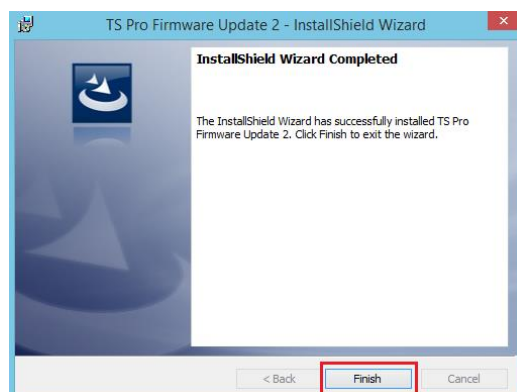 TS Pro Firmware Update 2 - InstallShield Wizard
InstallShield Wizard Completed
The InstallShield Wizard has successfully installed TS Pro
Firmware Update 2. Click Finish to exit the wizard.
< Back
Finish
Cancel